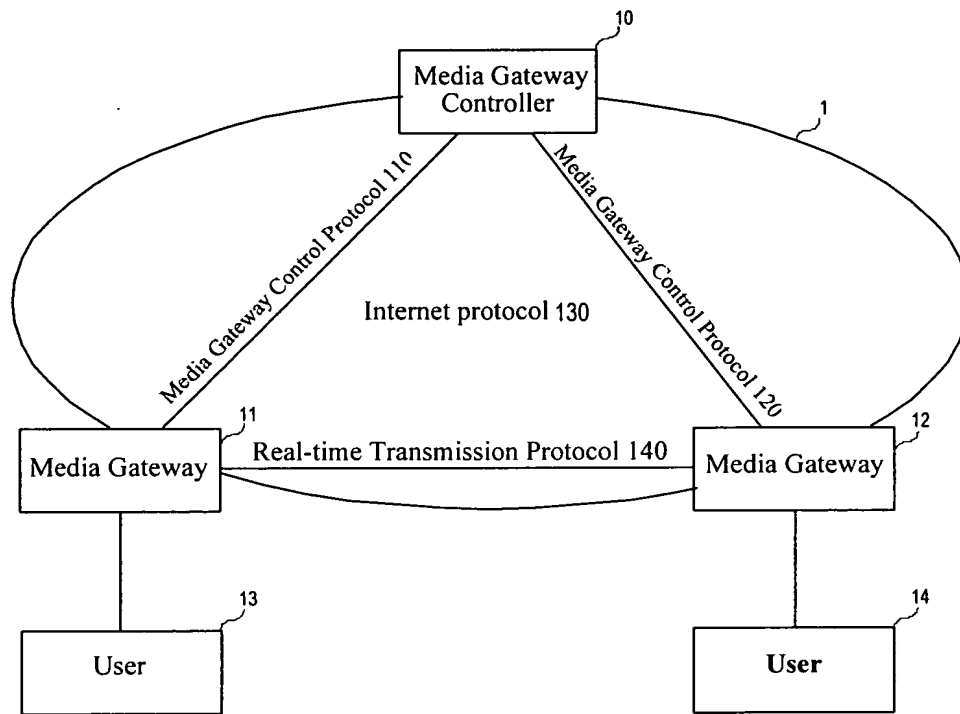 10
Media Gateway
Controller
1
Media Gateway Control Protocol 110
Media Gateway Control Protocol 120
Internet protocol 130
11
Media Gateway
Real-time Transmission Protocol 140
12
Media Gateway
13
User
14
User